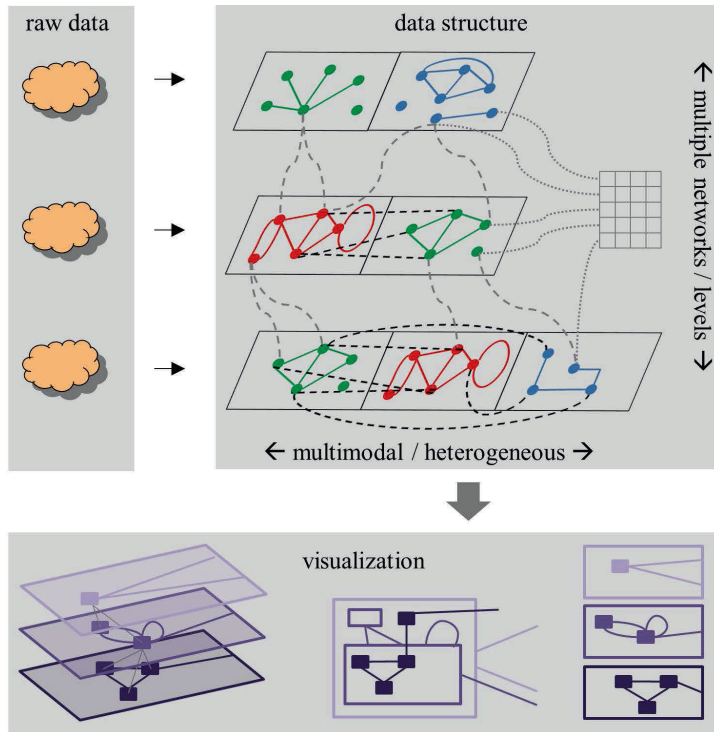 raw data
data structure
← multiple networks / levels →
← multimodal / heterogeneous →
visualization